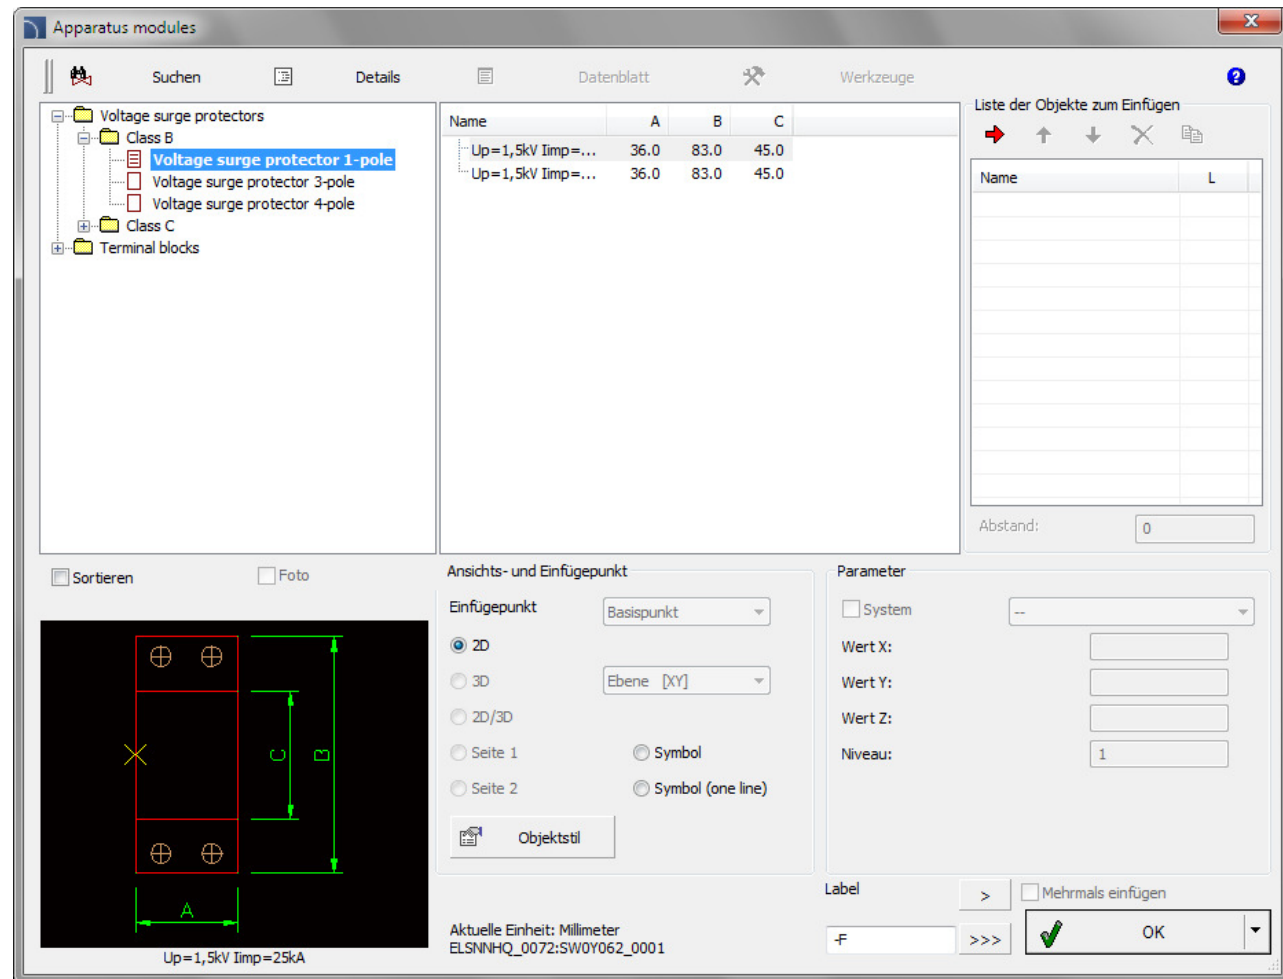 Apparatus modules
x
Suchen Details Datenblatt Werkzeuge ?
Voltage surge protectors
Class B
Voltage surge protector 1-pole
Voltage surge protector 3-pole
Voltage surge protector 4-pole
Class C
Terminal blocks
Name A B C
Up=1,5kV Iimp=... 36.0 83.0 45.0
Up=1,5kV Iimp=... 36.0 83.0 45.0
Liste der Objekte zum Einfügen
Name L
Abstand: 0
Sortieren Foto
C B
A
Up=1,5kV Iimp=25kA
Ansichts- und Einfügepunkt
Einfügepunkt Basispunkt
2D
3D Ebene [XY]
2D/3D
Seite 1 Symbol
Seite 2 Symbol (one line)
Objektstil
Aktuelle Einheit: Millimeter
ELSNNHQ_0072:SW0Y062_0001
Parameter
System --
Wert X:
Wert Y:
Wert Z:
Niveau: 1
Label > Mehrmals einfügen
-F >>> OK